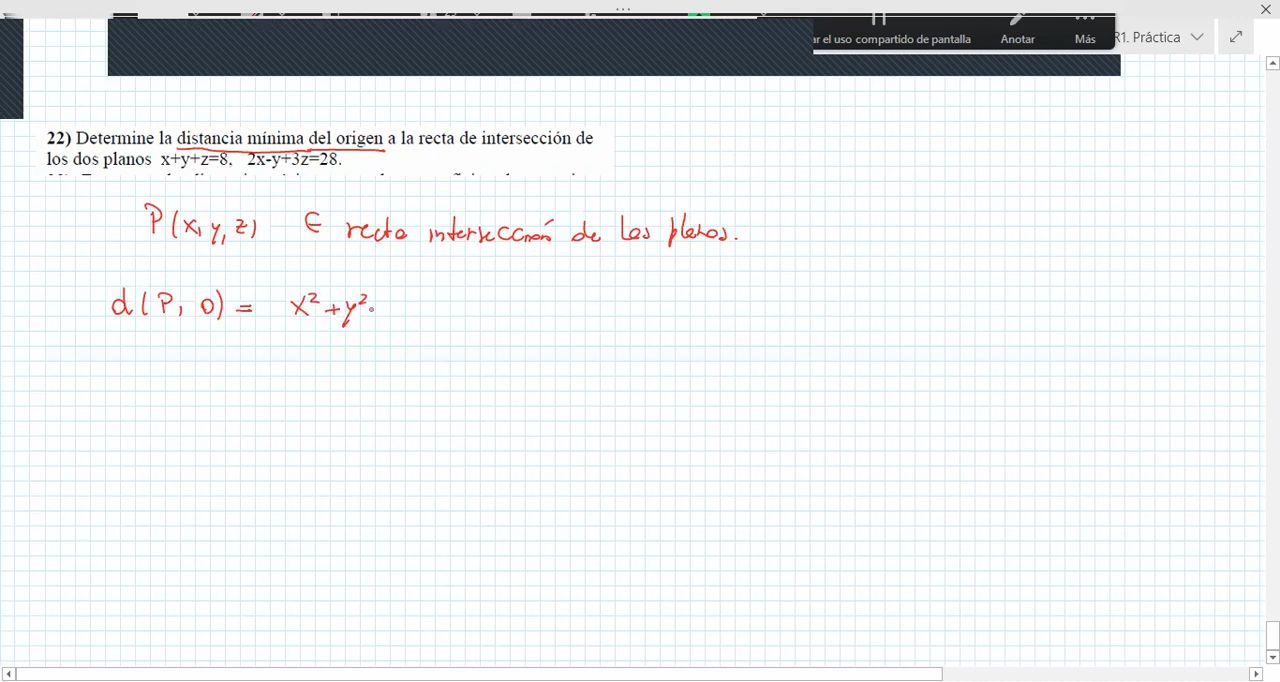 ar el uso compartido de pantalla Anotar Más R1. Práctica
22) Determine la distancia mínima del origen a la recta de intersección de
los dos planos x+y+z=8, 2x-y+3z=28.
P(x, y, z) ∈ recta intersección de los planos.
d(P, 0) = x² + y²